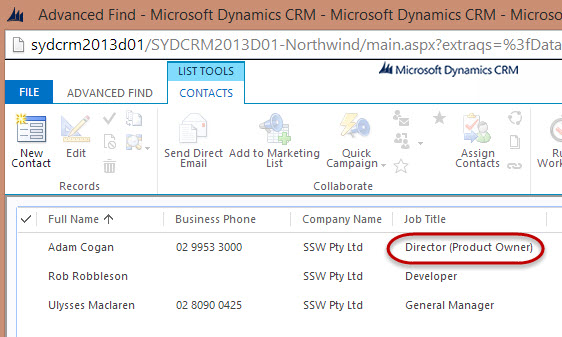 Advanced Find - Microsoft Dynamics CRM - Microsoft Dynamics CRM - Microso
sydcrm2013d01/SYDCRM2013D01-Northwind/main.aspx?extraqs=%3fData
Microsoft Dynamics CRM
LIST TOOLS
FILE ADVANCED FIND CONTACTS
New Contact
Edit
Send Direct Email
Add to Marketing List
Quick Campaign
Assign Contacts
Ru
Work
Records Collaborate
Full Name Business Phone Company Name Job Title
Adam Cogan 02 9953 3000 SSW Pty Ltd Director (Product Owner)
Rob Robbleson SSW Pty Ltd Developer
Ulysses Maclaren 02 8090 0425 SSW Pty Ltd General Manager